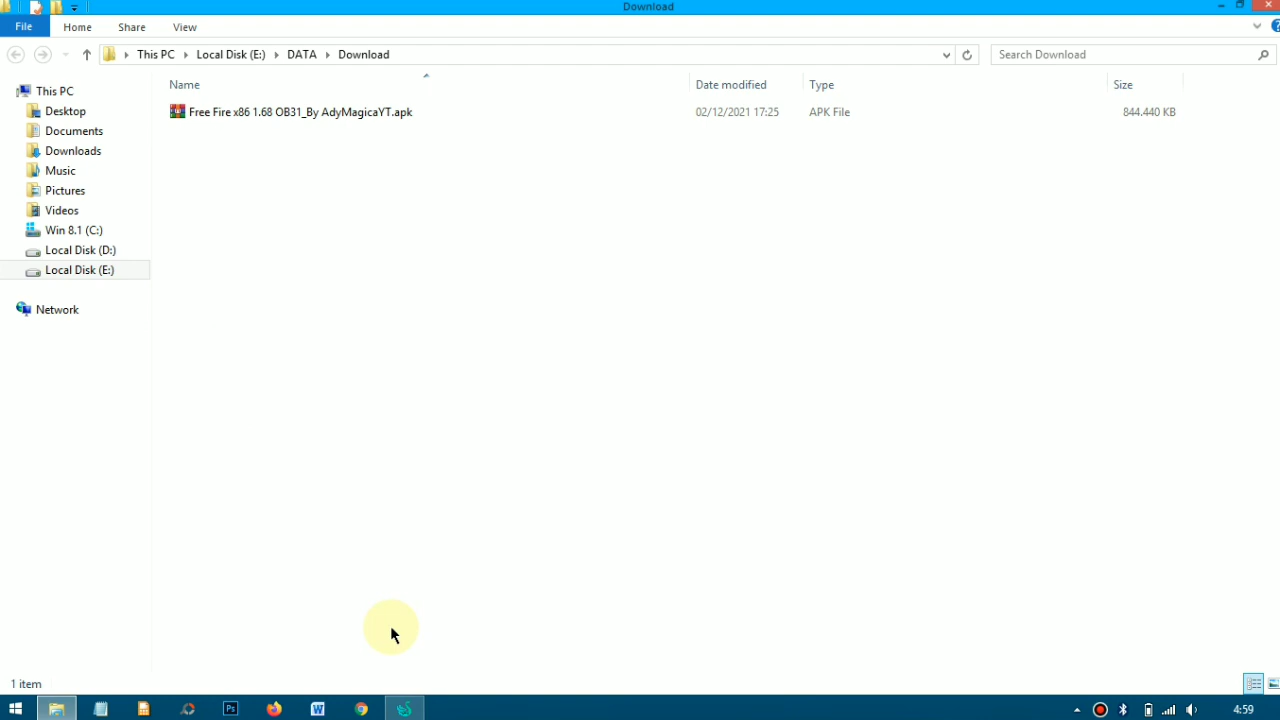 Download
File Home Share View
This PC Local Disk (E:) DATA Download Search Download
Name Date modified Type Size
Free Fire x86 1.68 OB31_By AdyMagicaYT.apk 02/12/2021 17:25 APK File 844.440 KB
This PC
Desktop
Documents
Downloads
Music
Pictures
Videos
Win 8.1 (C:)
Local Disk (D:)
Local Disk (E:)
Network
1 item
Ps W 4:59